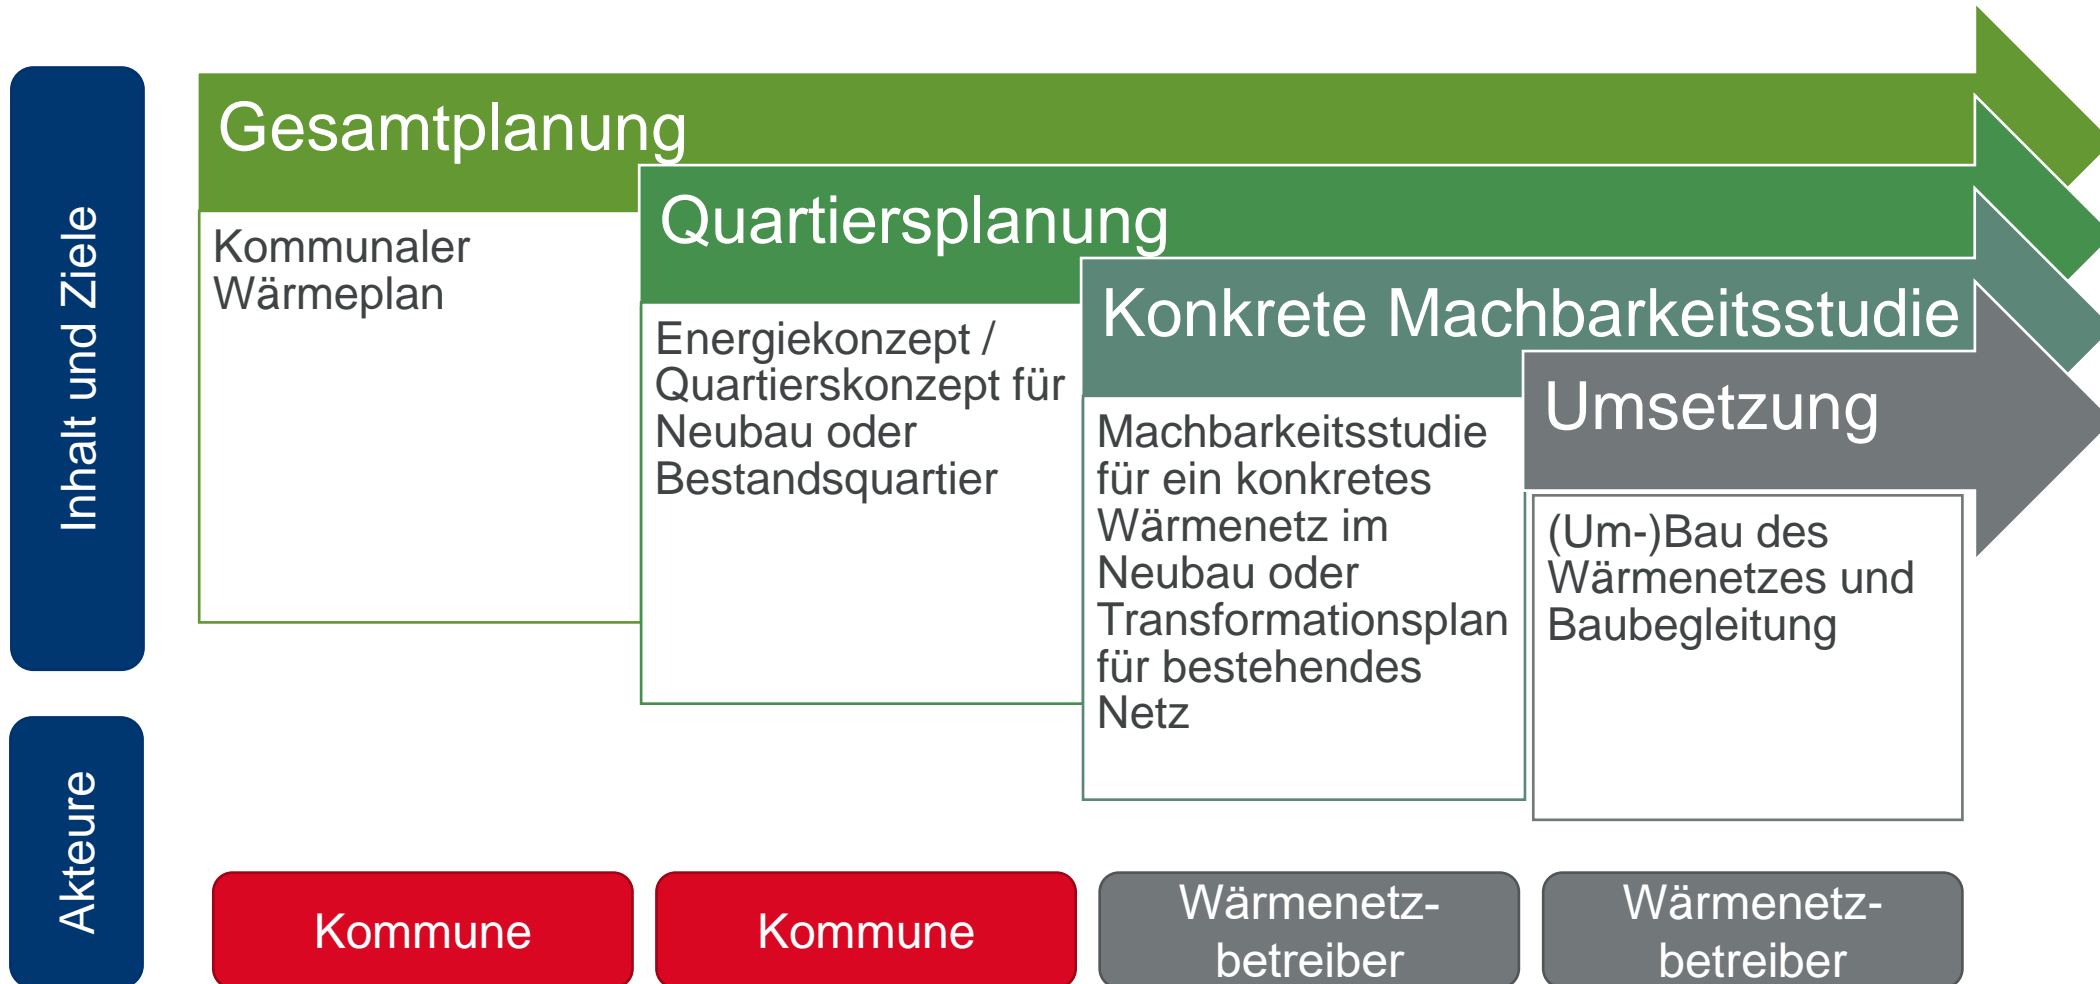 Inhalt und Ziele
Gesamtplanung
Kommunaler
Wärmeplan
Quartiersplanung
Energiekonzept /
Quartierskonzept für
Neubau oder
Bestandsquartier
Konkrete Machbarkeitsstudie
Machbarkeitsstudie
für ein konkretes
Wärmenetz im
Neubau oder
Transformationsplan
für bestehendes
Netz
Umsetzung
(Um-)Bau des
Wärmenetzes und
Baubegleitung
Akteure
Kommune
Kommune
Wärmenetz-
betreiber
Wärmenetz-
betreiber